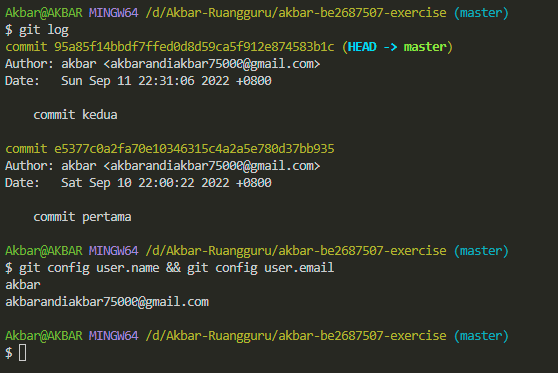 Akbar@AKBAR MINGW64 /d/Akbar-Ruangguru/akbar-be2687507-exercise (master)
$ git log
commit 95a85f14bbdf7ffed0d8d59ca5f912e874583b1c (HEAD -> master)
Author: akbar <akbarandiakbar75000@gmail.com>
Date:   Sun Sep 11 22:31:06 2022 +0800

    commit kedua

commit e5377c0a2fa70e10346315c4a2a5e780d37bb935
Author: akbar <akbarandiakbar75000@gmail.com>
Date:   Sat Sep 10 22:00:22 2022 +0800

    commit pertama

Akbar@AKBAR MINGW64 /d/Akbar-Ruangguru/akbar-be2687507-exercise (master)
$ git config user.name && git config user.email
akbar
akbarandiakbar75000@gmail.com

Akbar@AKBAR MINGW64 /d/Akbar-Ruangguru/akbar-be2687507-exercise (master)
$